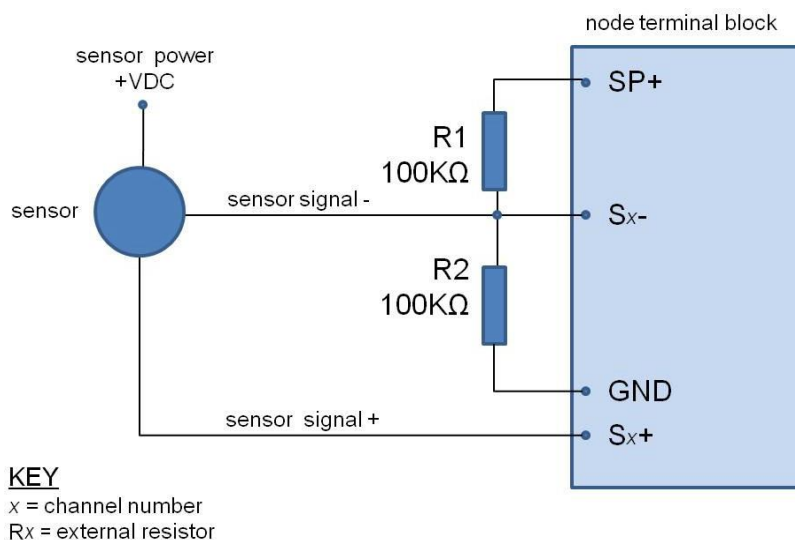 node terminal block
sensor power
+VDC
SP+
R1
100KΩ
sensor
sensor signal -
Sx-
R2
100KΩ
GND
sensor signal +
Sx+
KEY
x = channel number
Rx = external resistor